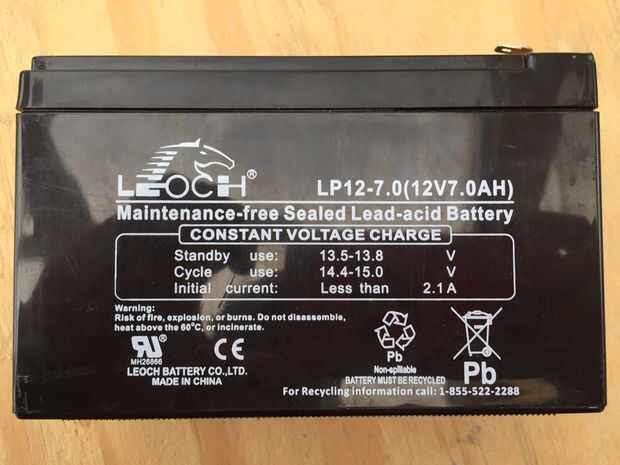 LEOCH®
LP12-7.0(12V7.0AH)
Maintenance-free Sealed Lead-acid Battery
CONSTANT VOLTAGE CHARGE
Standby use: 13.5-13.8 V
Cycle use: 14.4-15.0 V
Initial current: Less than 2.1A
Warning:
Risk of fire, explosion, or burns. Do not disassemble,
heat above the 60°C, or incinerate.
MH26866
LEOCH BATTERY CO.,LTD.
MADE IN CHINA
Pb
Non-spillable
BATTERY MUST BE RECYCLED
Pb
For Recycling information call: 1-855-522-2288